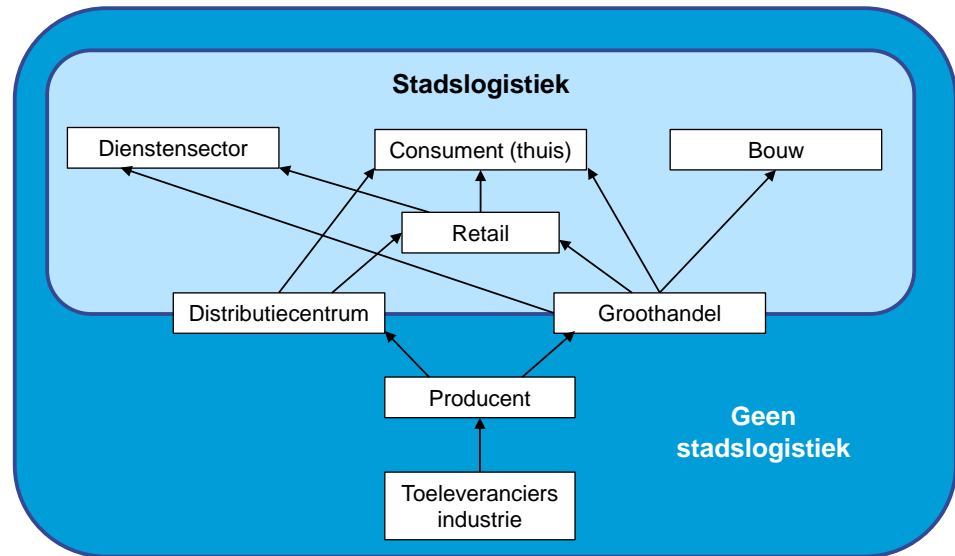 Stadslogistiek
Dienstensector
Consument (thuis)
Bouw
Retail
Distributiecentrum
Groothandel
Producent
Geen
stadslogistiek
Toeleveranciers
industrie